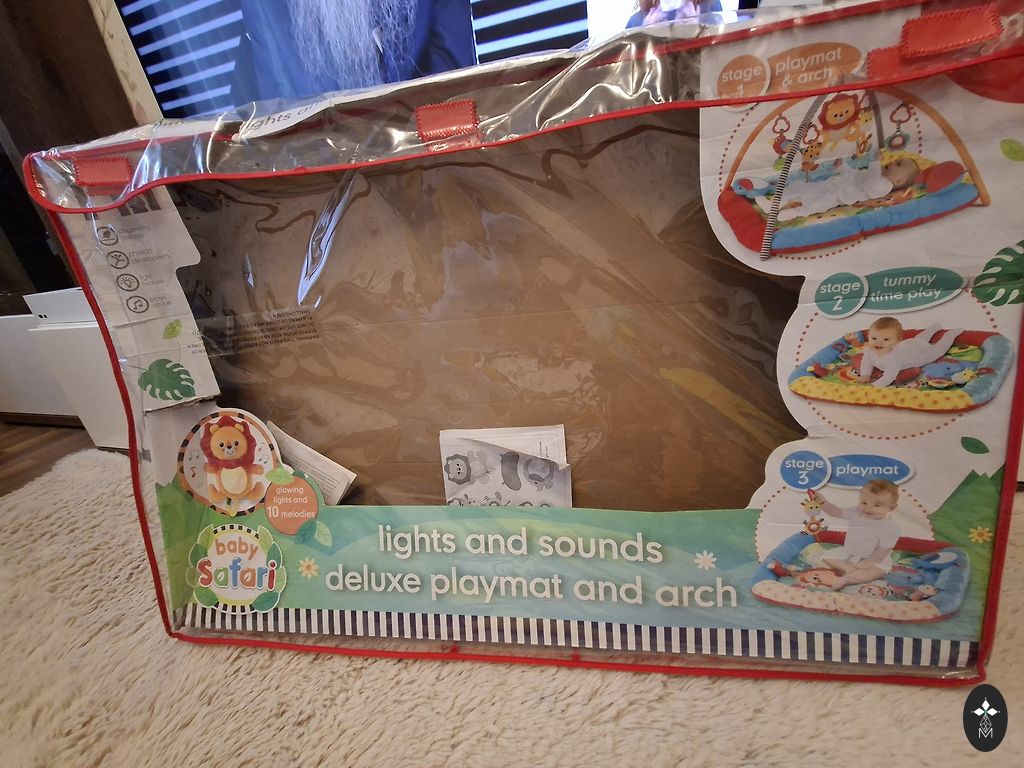 stage
1
playmat
& arch
stage
2
tummy
time play
stage
3
playmat
glowing
lights and
10 melodies
baby
Safari
lights and sounds
deluxe playmat and arch